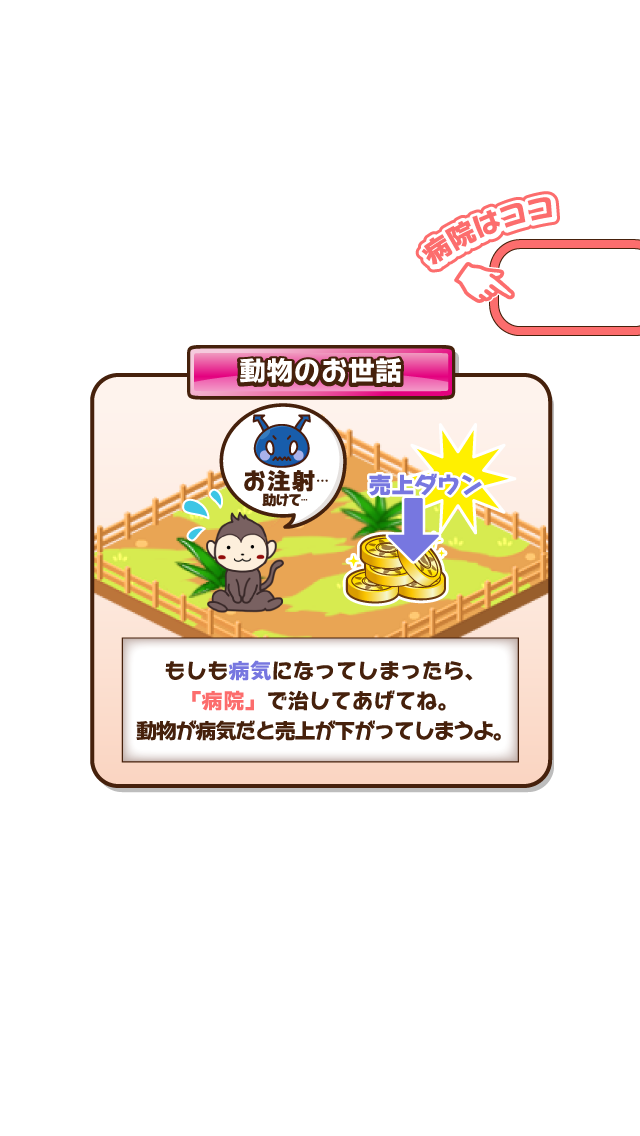 病院はココ
動物のお世話
お注射…
助けて…
売上ダウン
もしも病気になってしまったら、
「病院」で治してあげてね。
動物が病気だと売上が下がってしまうよ。